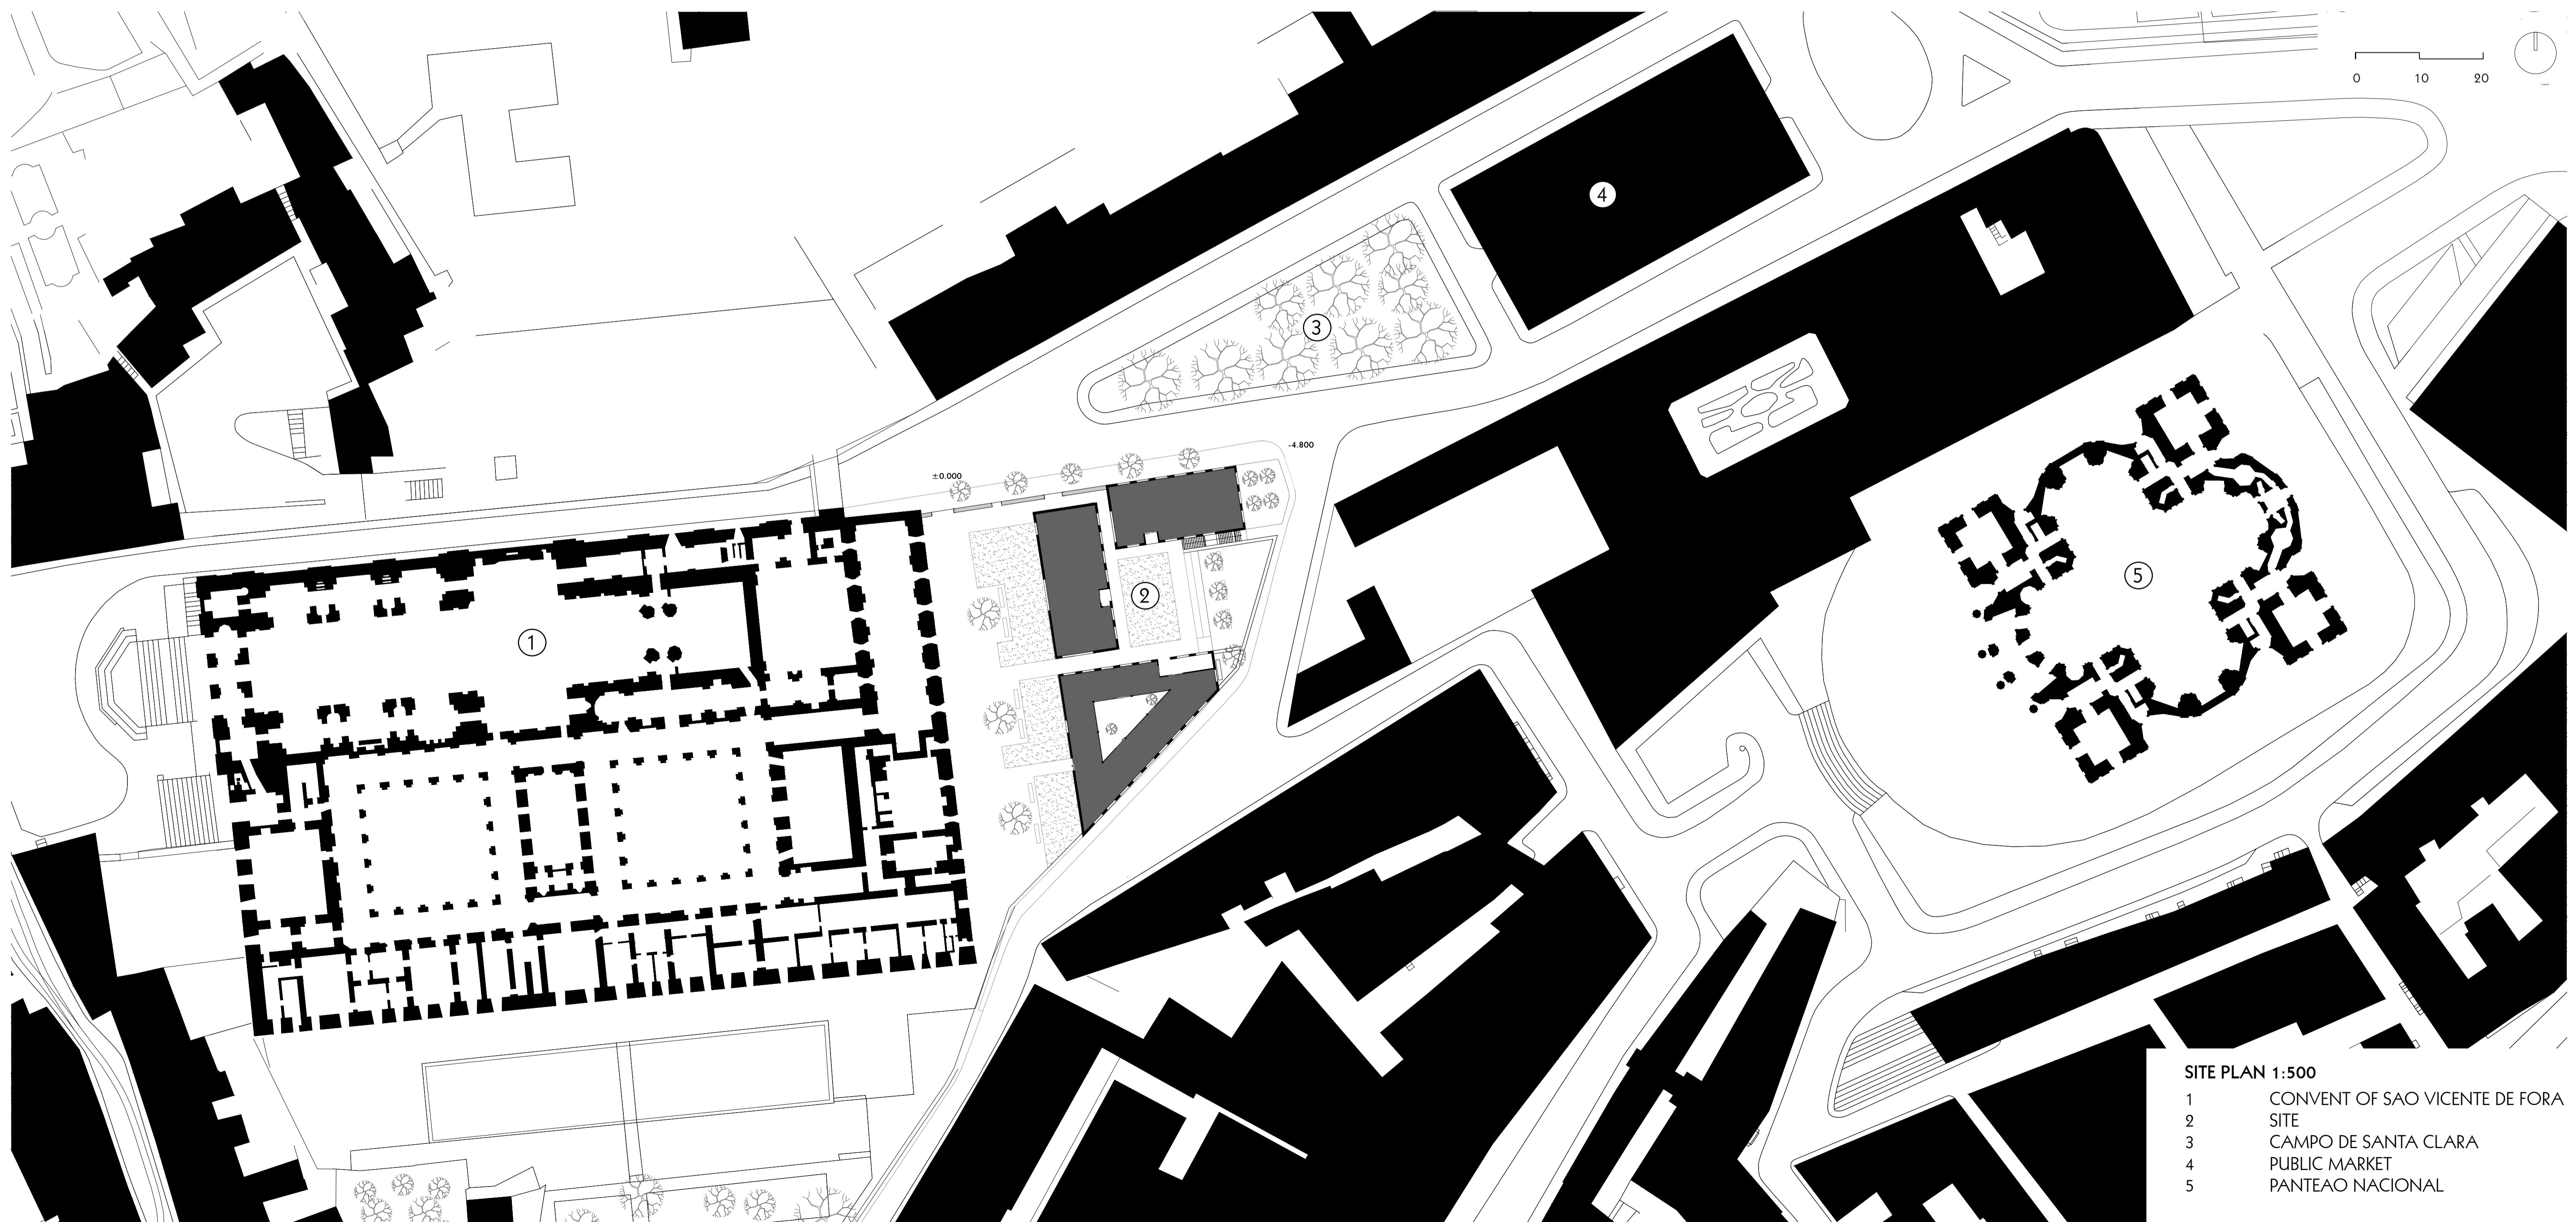 0 10 20
4
3
-4.800
±0.000
5
2
1
SITE PLAN 1:500
1 CONVENT OF SAO VICENTE DE FORA
2 SITE
3 CAMPO DE SANTA CLARA
4 PUBLIC MARKET
5 PANTEAO NACIONAL